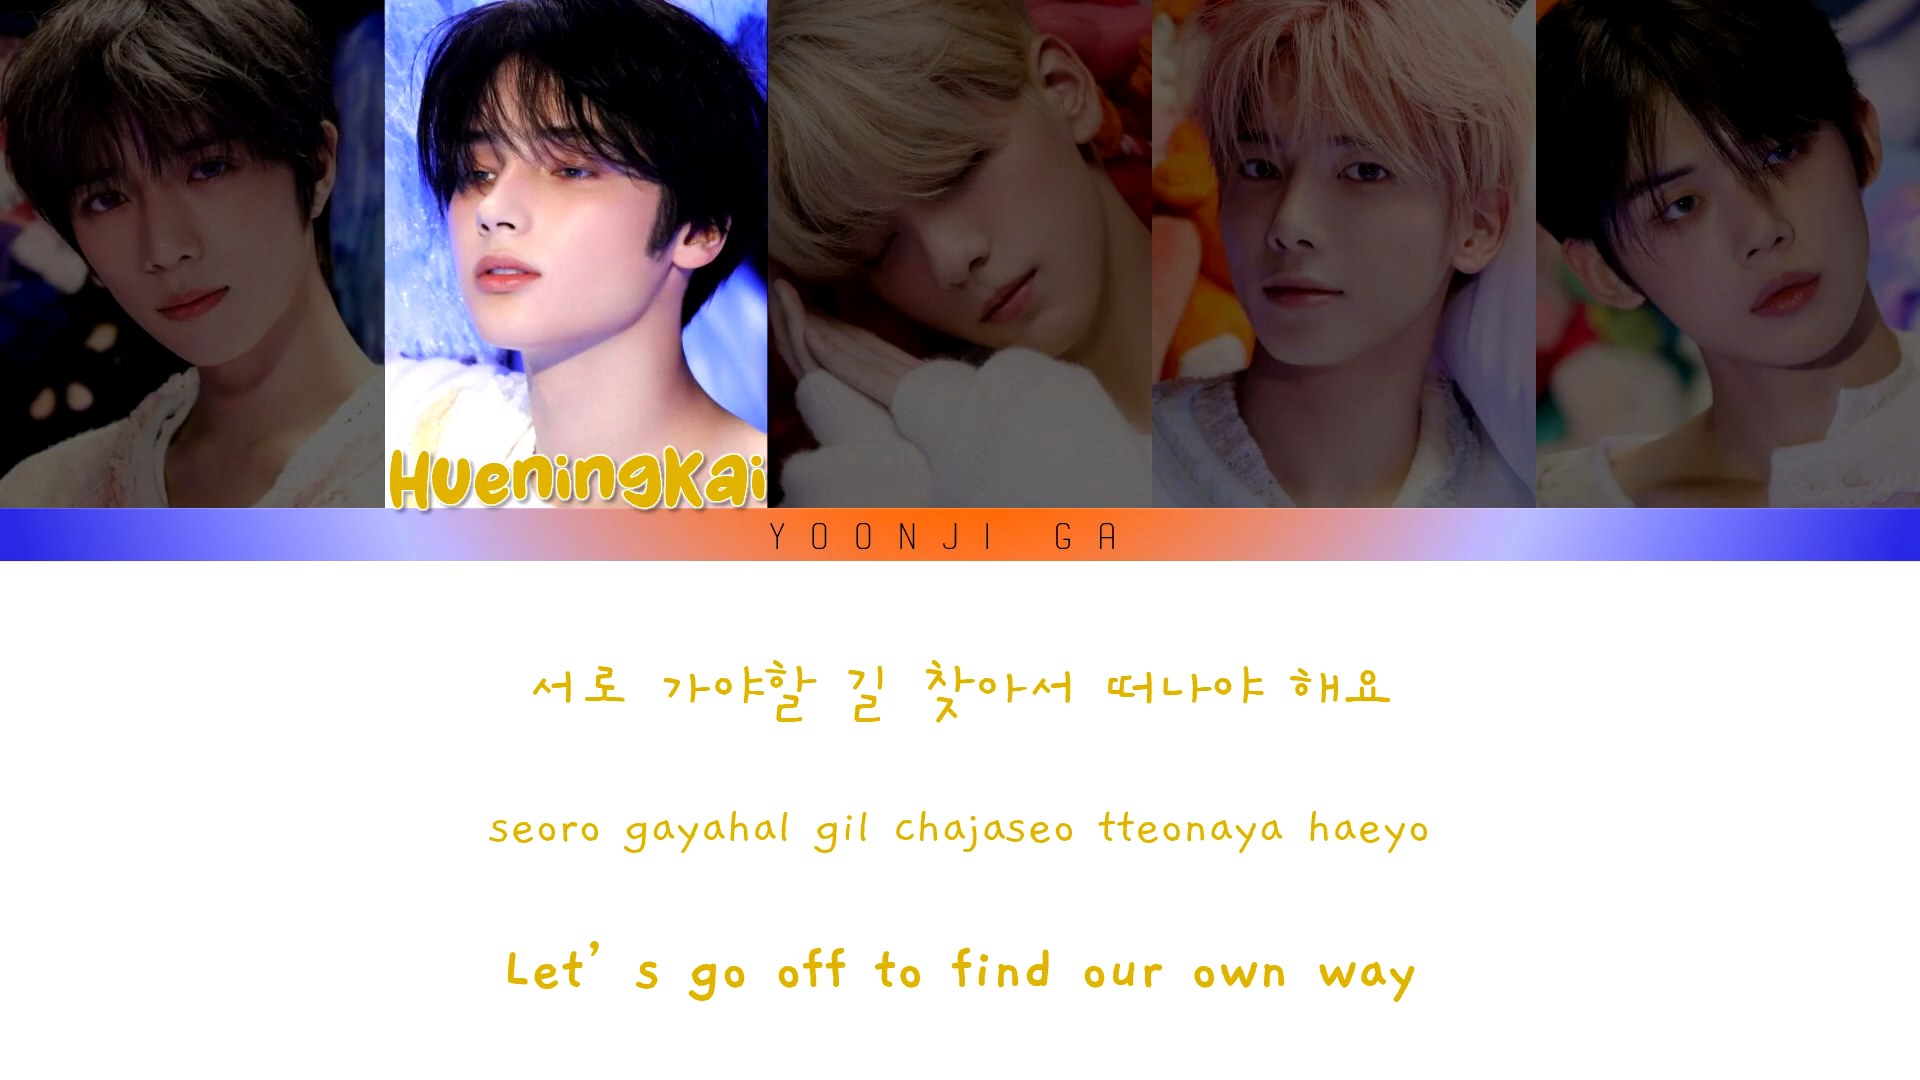 HueningKai
YOONJI GA
서로 가야할 길 찾아서 떠나야 해요
seoro gayahal gil chajaseo tteonaya haeyo
Let’s go off to find our own way